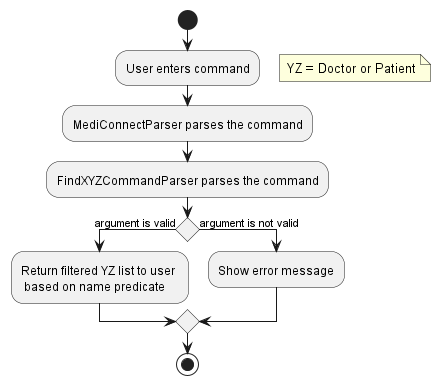 User enters command
YZ = Doctor or Patient
MediConnectParser parses the command
FindXYZCommandParser parses the command
argument is valid
argument is not valid
Return filtered YZ list to user
based on name predicate
Show error message